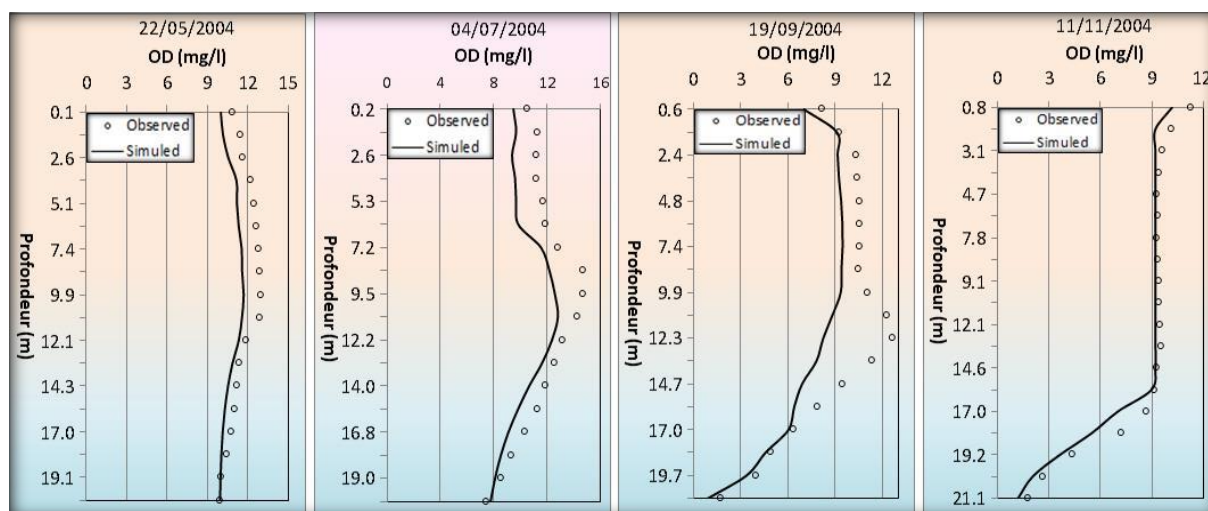 22/05/2004
OD (mg/l)
0 3 6 9 12 15
0.1
2.6
5.1
7.4
9.9
12.1
14.3
17.0
19.1
Profondeur (m)
Observed
Simuled
04/07/2004
OD (mg/l)
0 4 8 12 16
0.2
2.6
5.3
7.2
9.5
12.2
14.0
16.8
19.0
Profondeur (m)
Observed
Simuled
19/09/2004
OD (mg/l)
0 3 6 9 12
0.6
2.4
4.8
7.4
9.9
12.3
14.7
17.0
19.7
Profondeur (m)
Observed
Simuled
11/11/2004
OD (mg/l)
0 3 6 9 12
0.8
3.1
4.7
7.8
9.1
12.1
14.6
17.0
19.2
21.1
Profondeur (m)
Observed
Simuled